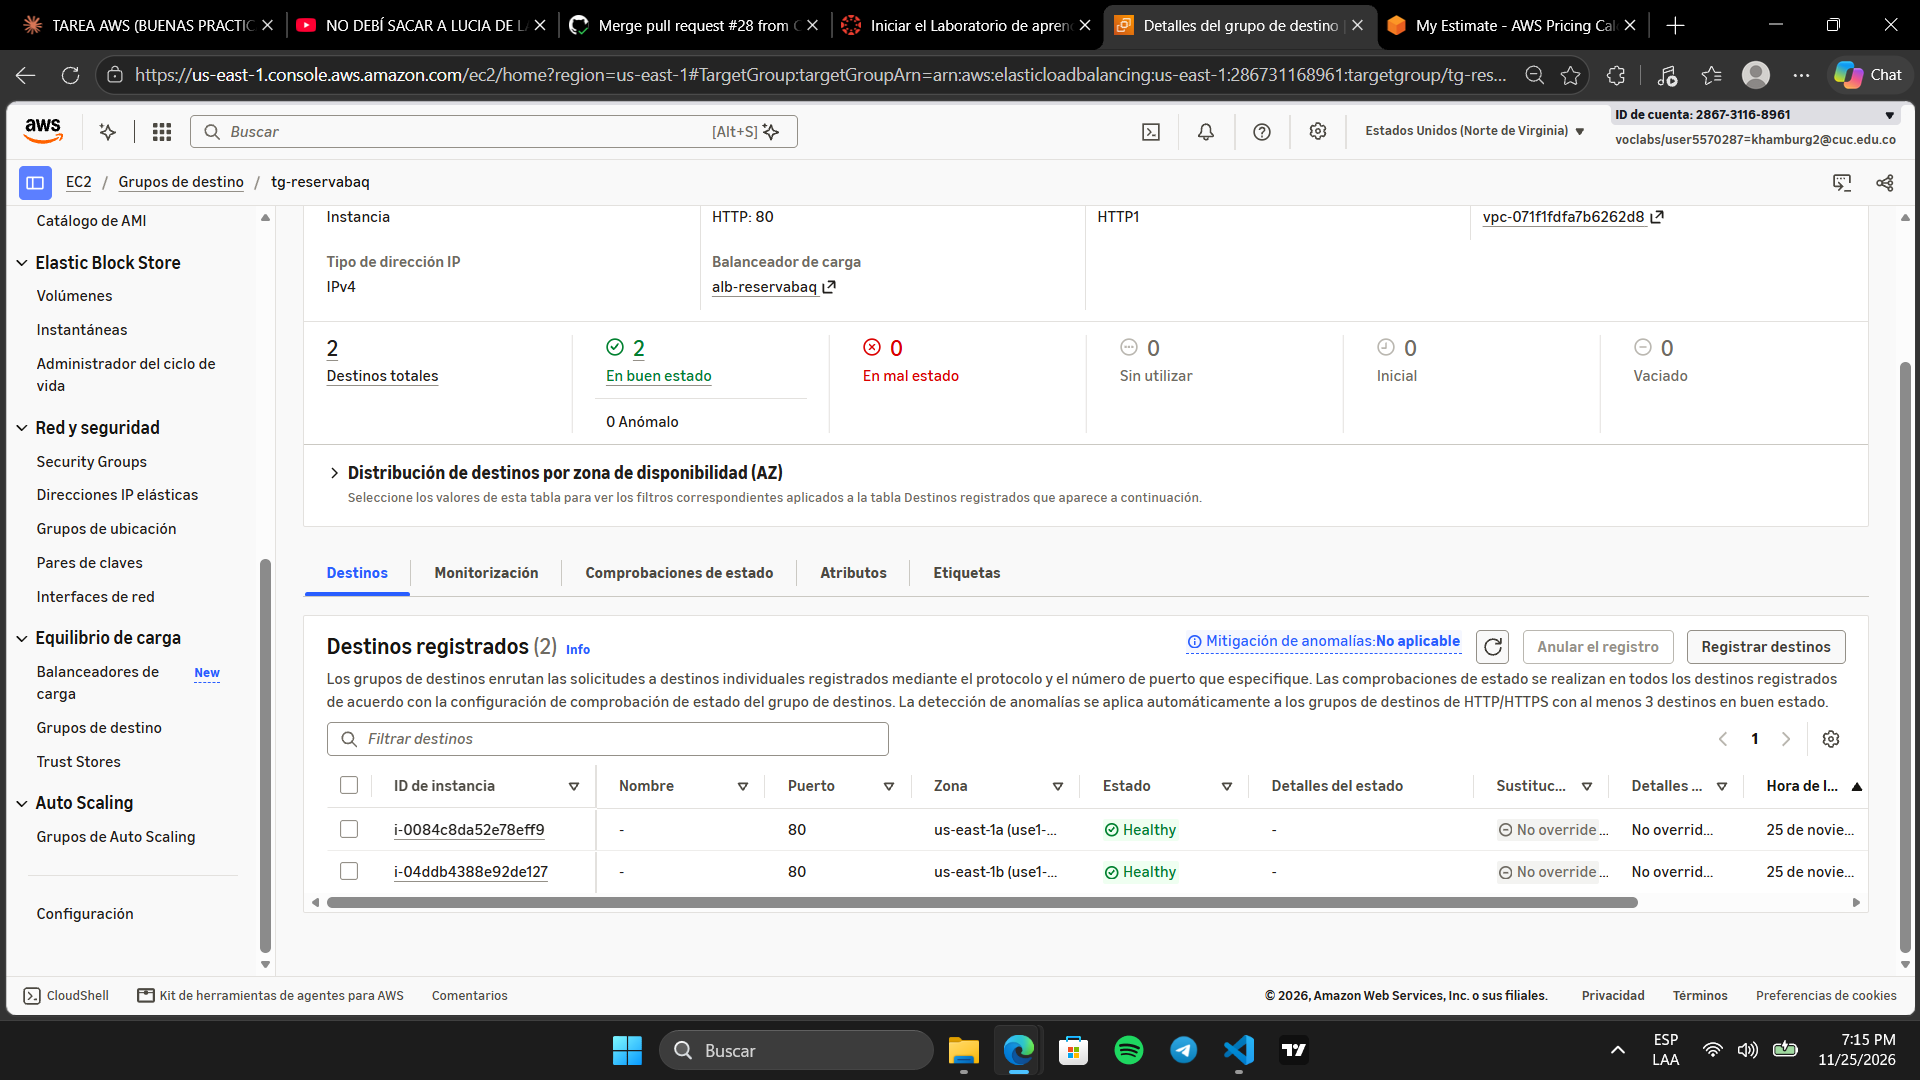 TAREA AWS (BUENAS PRACTIC
NO DEBÍ SACAR A LUCIA DE L
Merge pull request #28 from C
Iniciar el Laboratorio de apren
Detalles del grupo de destino
My Estimate - AWS Pricing Cal
https://us-east-1.console.aws.amazon.com/ec2/home?region=us-east-1#TargetGroup:targetGroupArn=arn:aws:elasticloadbalancing:us-east-1:286731168961:targetgroup/tg-res...
Chat
aws
Buscar
[Alt+S]
Estados Unidos (Norte de Virginia)
ID de cuenta: 2867-3116-8961
voclabs/user5570287=khamburg2@cuc.edu.co
EC2 / Grupos de destino / tg-reservabaq
Catálogo de AMI
Elastic Block Store
Volúmenes
Instantáneas
Administrador del ciclo de
vida
Red y seguridad
Security Groups
Direcciones IP elásticas
Grupos de ubicación
Pares de claves
Interfaces de red
Equilibrio de carga
Balanceadores de
carga
New
Grupos de destino
Trust Stores
Auto Scaling
Grupos de Auto Scaling
Configuración
Instancia
HTTP: 80
HTTP1
vpc-071f1fdfa7b6262d8
Tipo de dirección IP
IPv4
Balanceador de carga
alb-reservabaq
2
Destinos totales
2
En buen estado
0 Anómalo
0
En mal estado
0
Sin utilizar
0
Inicial
0
Vaciado
Distribución de destinos por zona de disponibilidad (AZ)
Seleccione los valores de esta tabla para ver los filtros correspondientes aplicados a la tabla Destinos registrados que aparece a continuación.
Destinos
Monitorización
Comprobaciones de estado
Atributos
Etiquetas
Destinos registrados (2) Info
Mitigación de anomalías:No aplicable
Anular el registro
Registrar destinos
Los grupos de destinos enrutan las solicitudes a destinos individuales registrados mediante el protocolo y el número de puerto que especifique. Las comprobaciones de estado se realizan en todos los destinos registrados
de acuerdo con la configuración de comprobación de estado del grupo de destinos. La detección de anomalías se aplica automáticamente a los grupos de destinos de HTTP/HTTPS con al menos 3 destinos en buen estado.
Filtrar destinos
1
ID de instancia Nombre Puerto Zona Estado Detalles del estado Sustituc... Detalles ... Hora de l...
i-0084c8da52e78eff9 - 80 us-east-1a (use1-... Healthy - No override ... No overrid... 25 de novie...
i-04ddb4388e92de127 - 80 us-east-1b (use1-... Healthy - No override ... No overrid... 25 de novie...
CloudShell
Kit de herramientas de agentes para AWS
Comentarios
© 2026, Amazon Web Services, Inc. o sus filiales.
Privacidad
Términos
Preferencias de cookies
Buscar
ESP
LAA
7:15 PM
11/25/2026